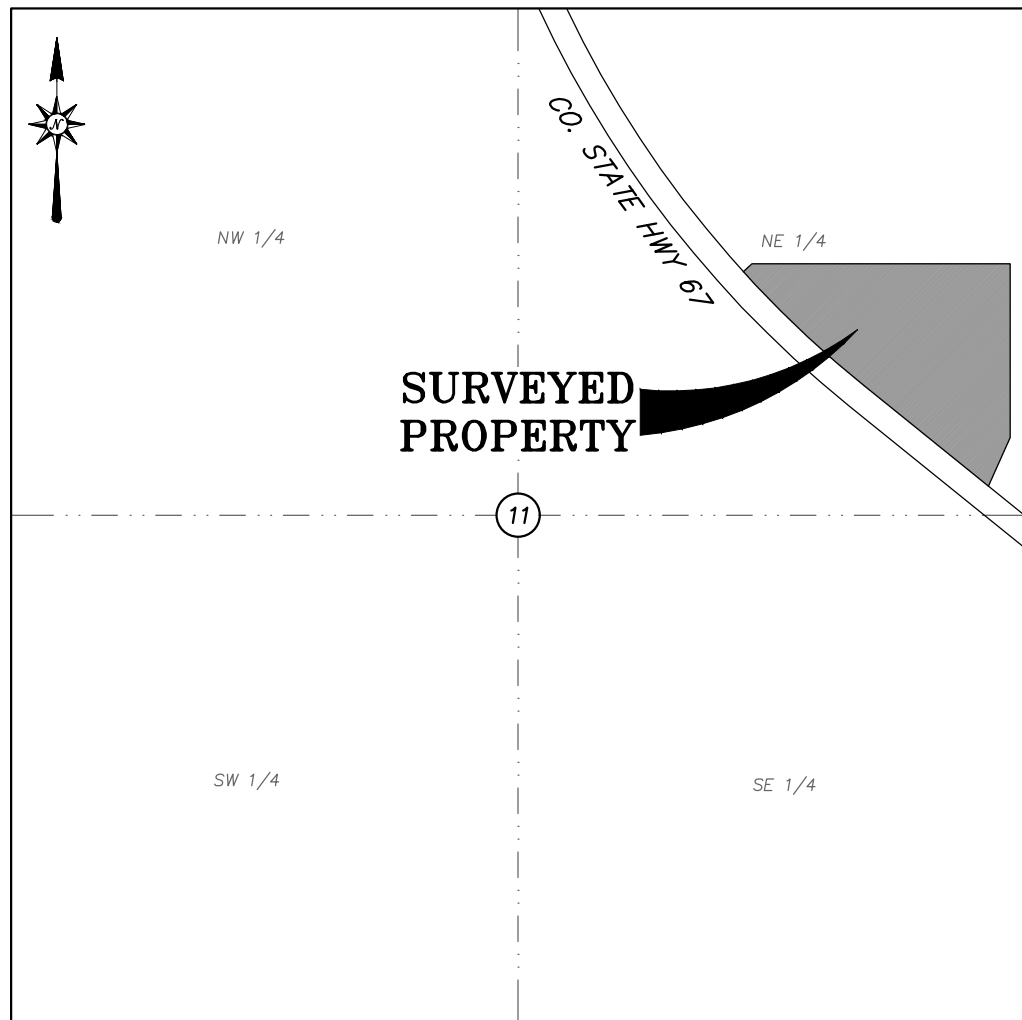 N
CO. STATE HWY 67
NW 1/4
NE 1/4
SURVEYED
PROPERTY
11
SW 1/4
SE 1/4